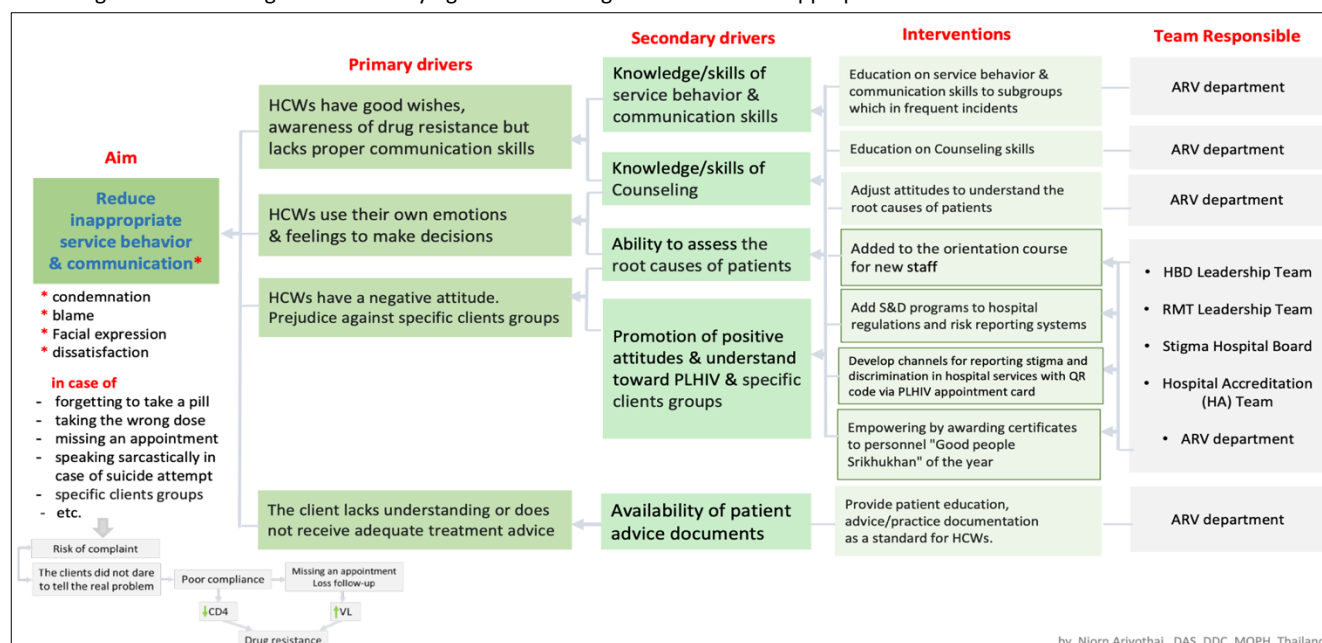 Primary drivers
Secondary drivers
Interventions
Team Responsible
Aim
Reduce
inappropriate
service behavior
& communication*
* condemnation
* blame
* Facial expression
* dissatisfaction
in case of
- forgetting to take a pill
- taking the wrong dose
- missing an appointment
- speaking sarcastically in
case of suicide attempt
- specific clients groups
- etc.
Risk of complaint
The clients did not dare
to tell the real problem
Poor compliance
Missing an appointment
Loss follow-up
↓CD4
↑VL
Drug resistance
HCWs have good wishes,
awareness of drug resistance but
lacks proper communication skills
HCWs use their own emotions
& feelings to make decisions
HCWs have a negative attitude.
Prejudice against specific clients groups
The client lacks understanding or does
not receive adequate treatment advice
Knowledge/skills of
service behavior &
communication skills
Knowledge/skills of
Counseling
Ability to assess the
root causes of patients
Promotion of positive
attitudes & understand
toward PLHIV & specific
clients groups
Availability of patient
advice documents
Education on service behavior &
communication skills to subgroups
which in frequent incidents
Education on Counseling skills
Adjust attitudes to understand the
root causes of patients
Added to the orientation course
for new staff
Add S&D programs to hospital
regulations and risk reporting systems
Develop channels for reporting stigma and
discrimination in hospital services with QR
code via PLHIV appointment card
Empowering by awarding certificates
to personnel "Good people
Srikhukhan" of the year
Provide patient education,
advice/practice documentation
as a standard for HCWs.
ARV department
ARV department
ARV department
• HBD Leadership Team
• RMT Leadership Team
• Stigma Hospital Board
• Hospital Accreditation
(HA) Team
• ARV department
ARV department